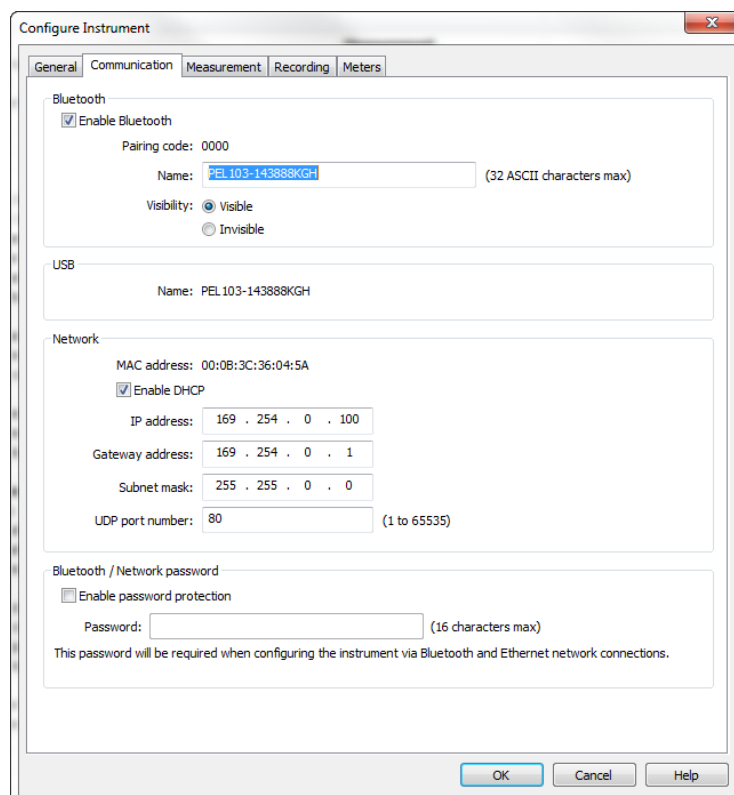 Configure Instrument
General Communication Measurement Recording Meters
Bluetooth
Enable Bluetooth
Pairing code: 0000
Name: PEL103-143888KGH (32 ASCII characters max)
Visibility: Visible
Invisible
USB
Name: PEL103-143888KGH
Network
MAC address: 00:0B:3C:36:04:5A
Enable DHCP
IP address: 169 . 254 . 0 . 100
Gateway address: 169 . 254 . 0 . 1
Subnet mask: 255 . 255 . 0 . 0
UDP port number: 80 (1 to 65535)
Bluetooth / Network password
Enable password protection
Password: (16 characters max)
This password will be required when configuring the instrument via Bluetooth and Ethernet network connections.
OK Cancel Help